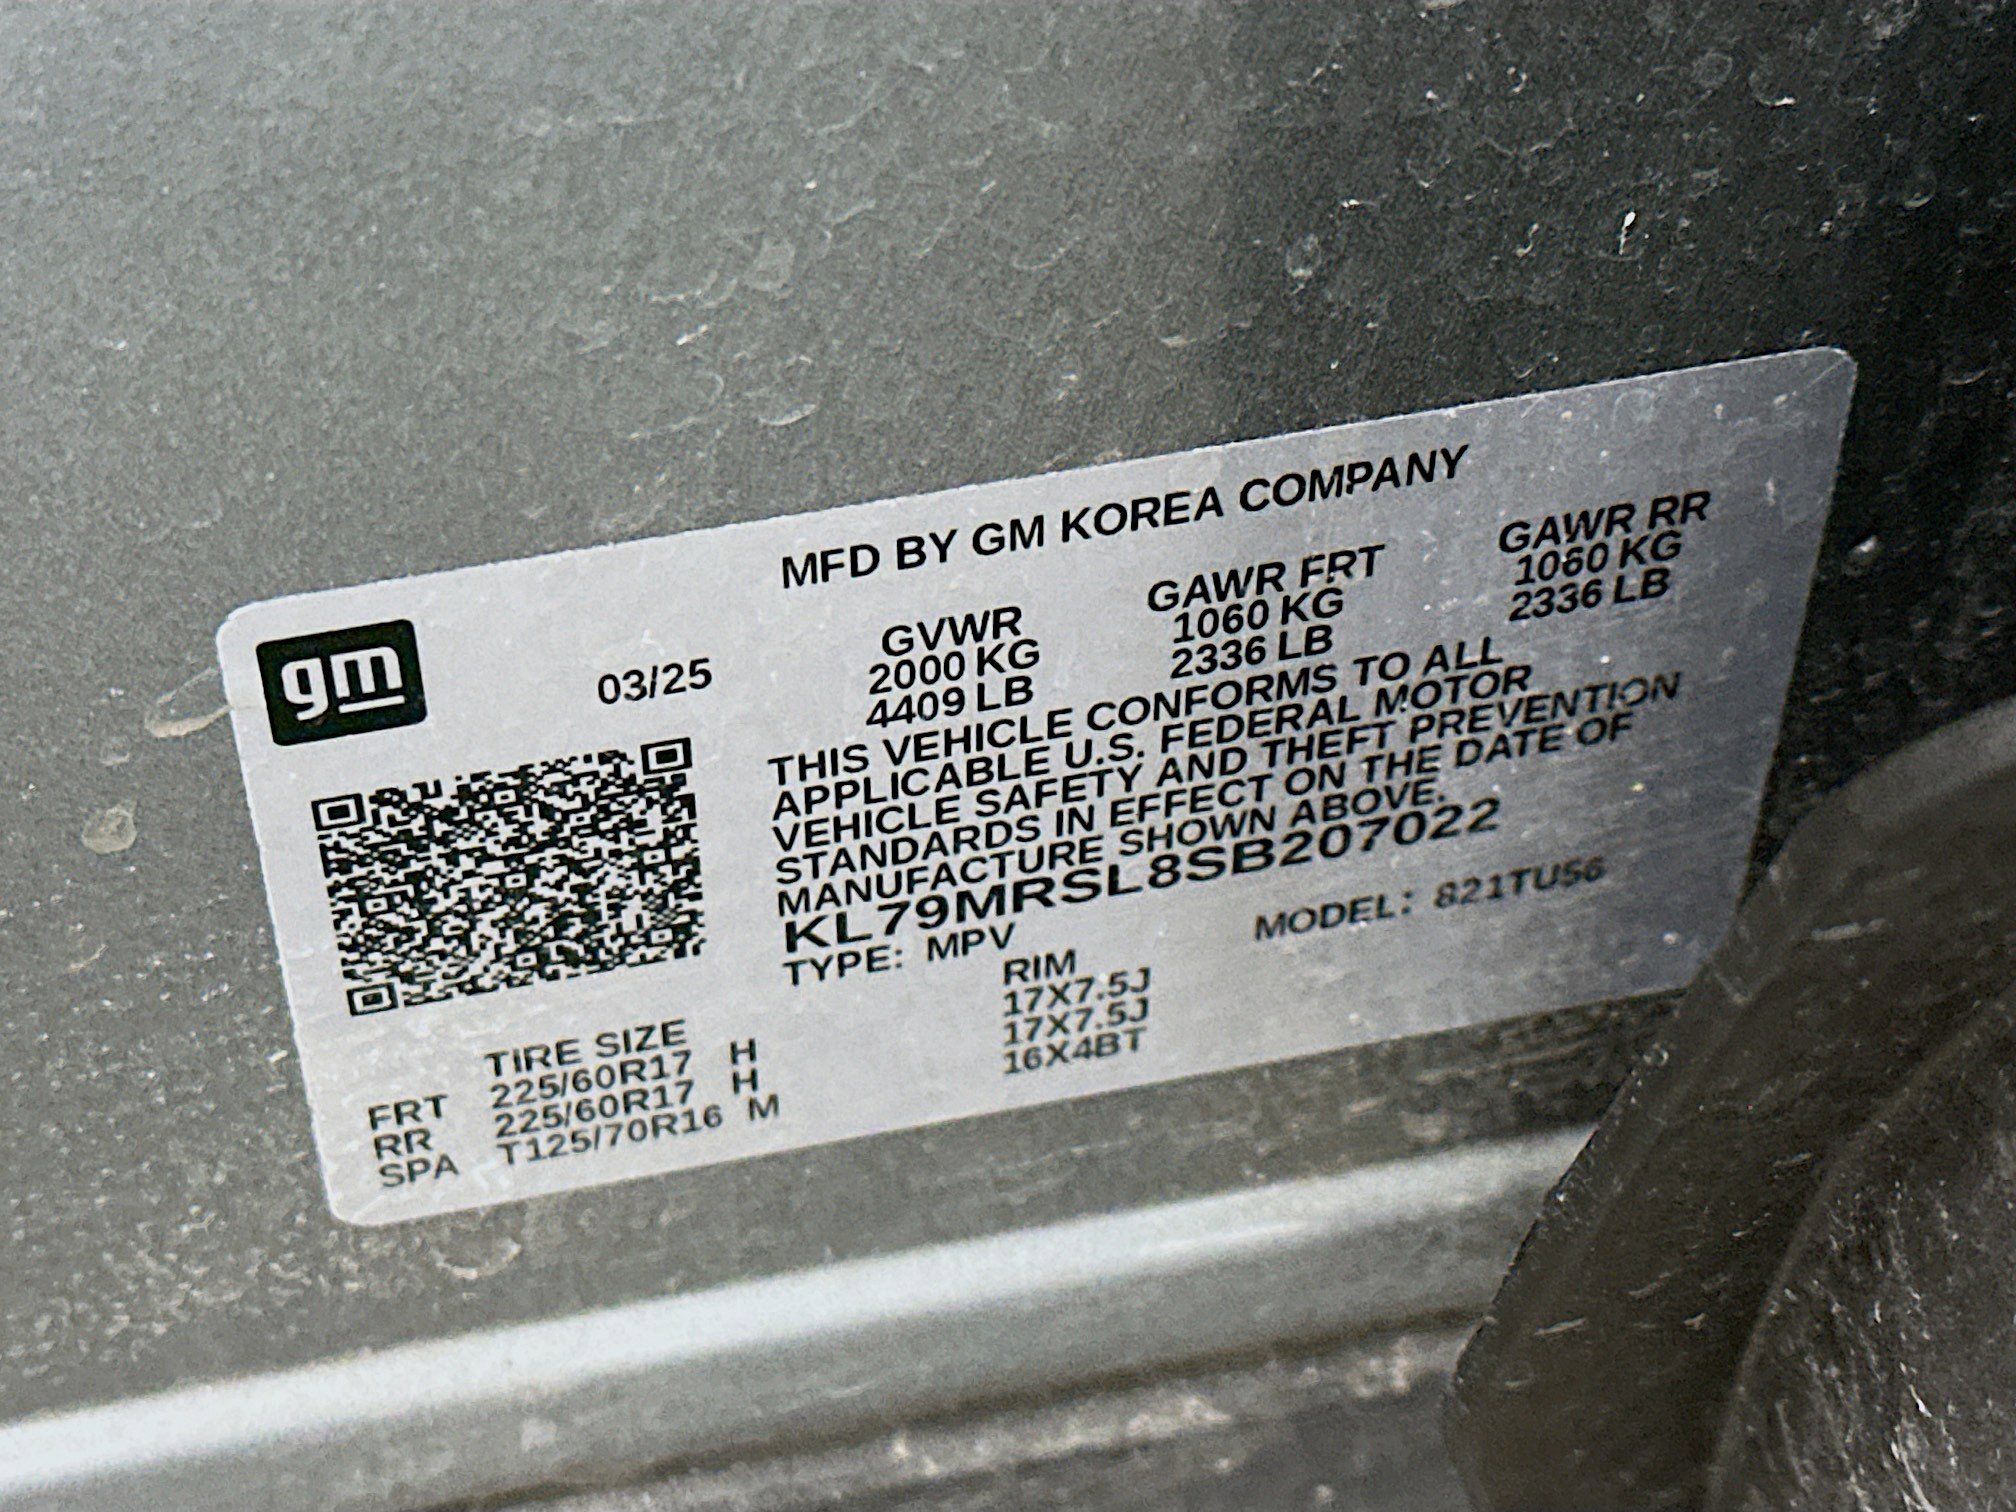 MFD BY GM KOREA COMPANY
gm
03/25
GVWR GAWR FRT GAWR RR
2000 KG 1060 KG 1060 KG
4409 LB 2336 LB 2336 LB
THIS VEHICLE CONFORMS TO ALL
APPLICABLE U.S. FEDERAL MOTOR
VEHICLE SAFETY AND THEFT PREVENTION
STANDARDS IN EFFECT ON THE DATE OF
MANUFACTURE SHOWN ABOVE.
KL79MRSL8SB207022
TYPE: MPV MODEL: 821TU56
TIRE SIZE RIM
FRT 225/60R17 H 17X7.5J
RR 225/60R17 H 17X7.5J
SPA T125/70R16 M 16X4BT